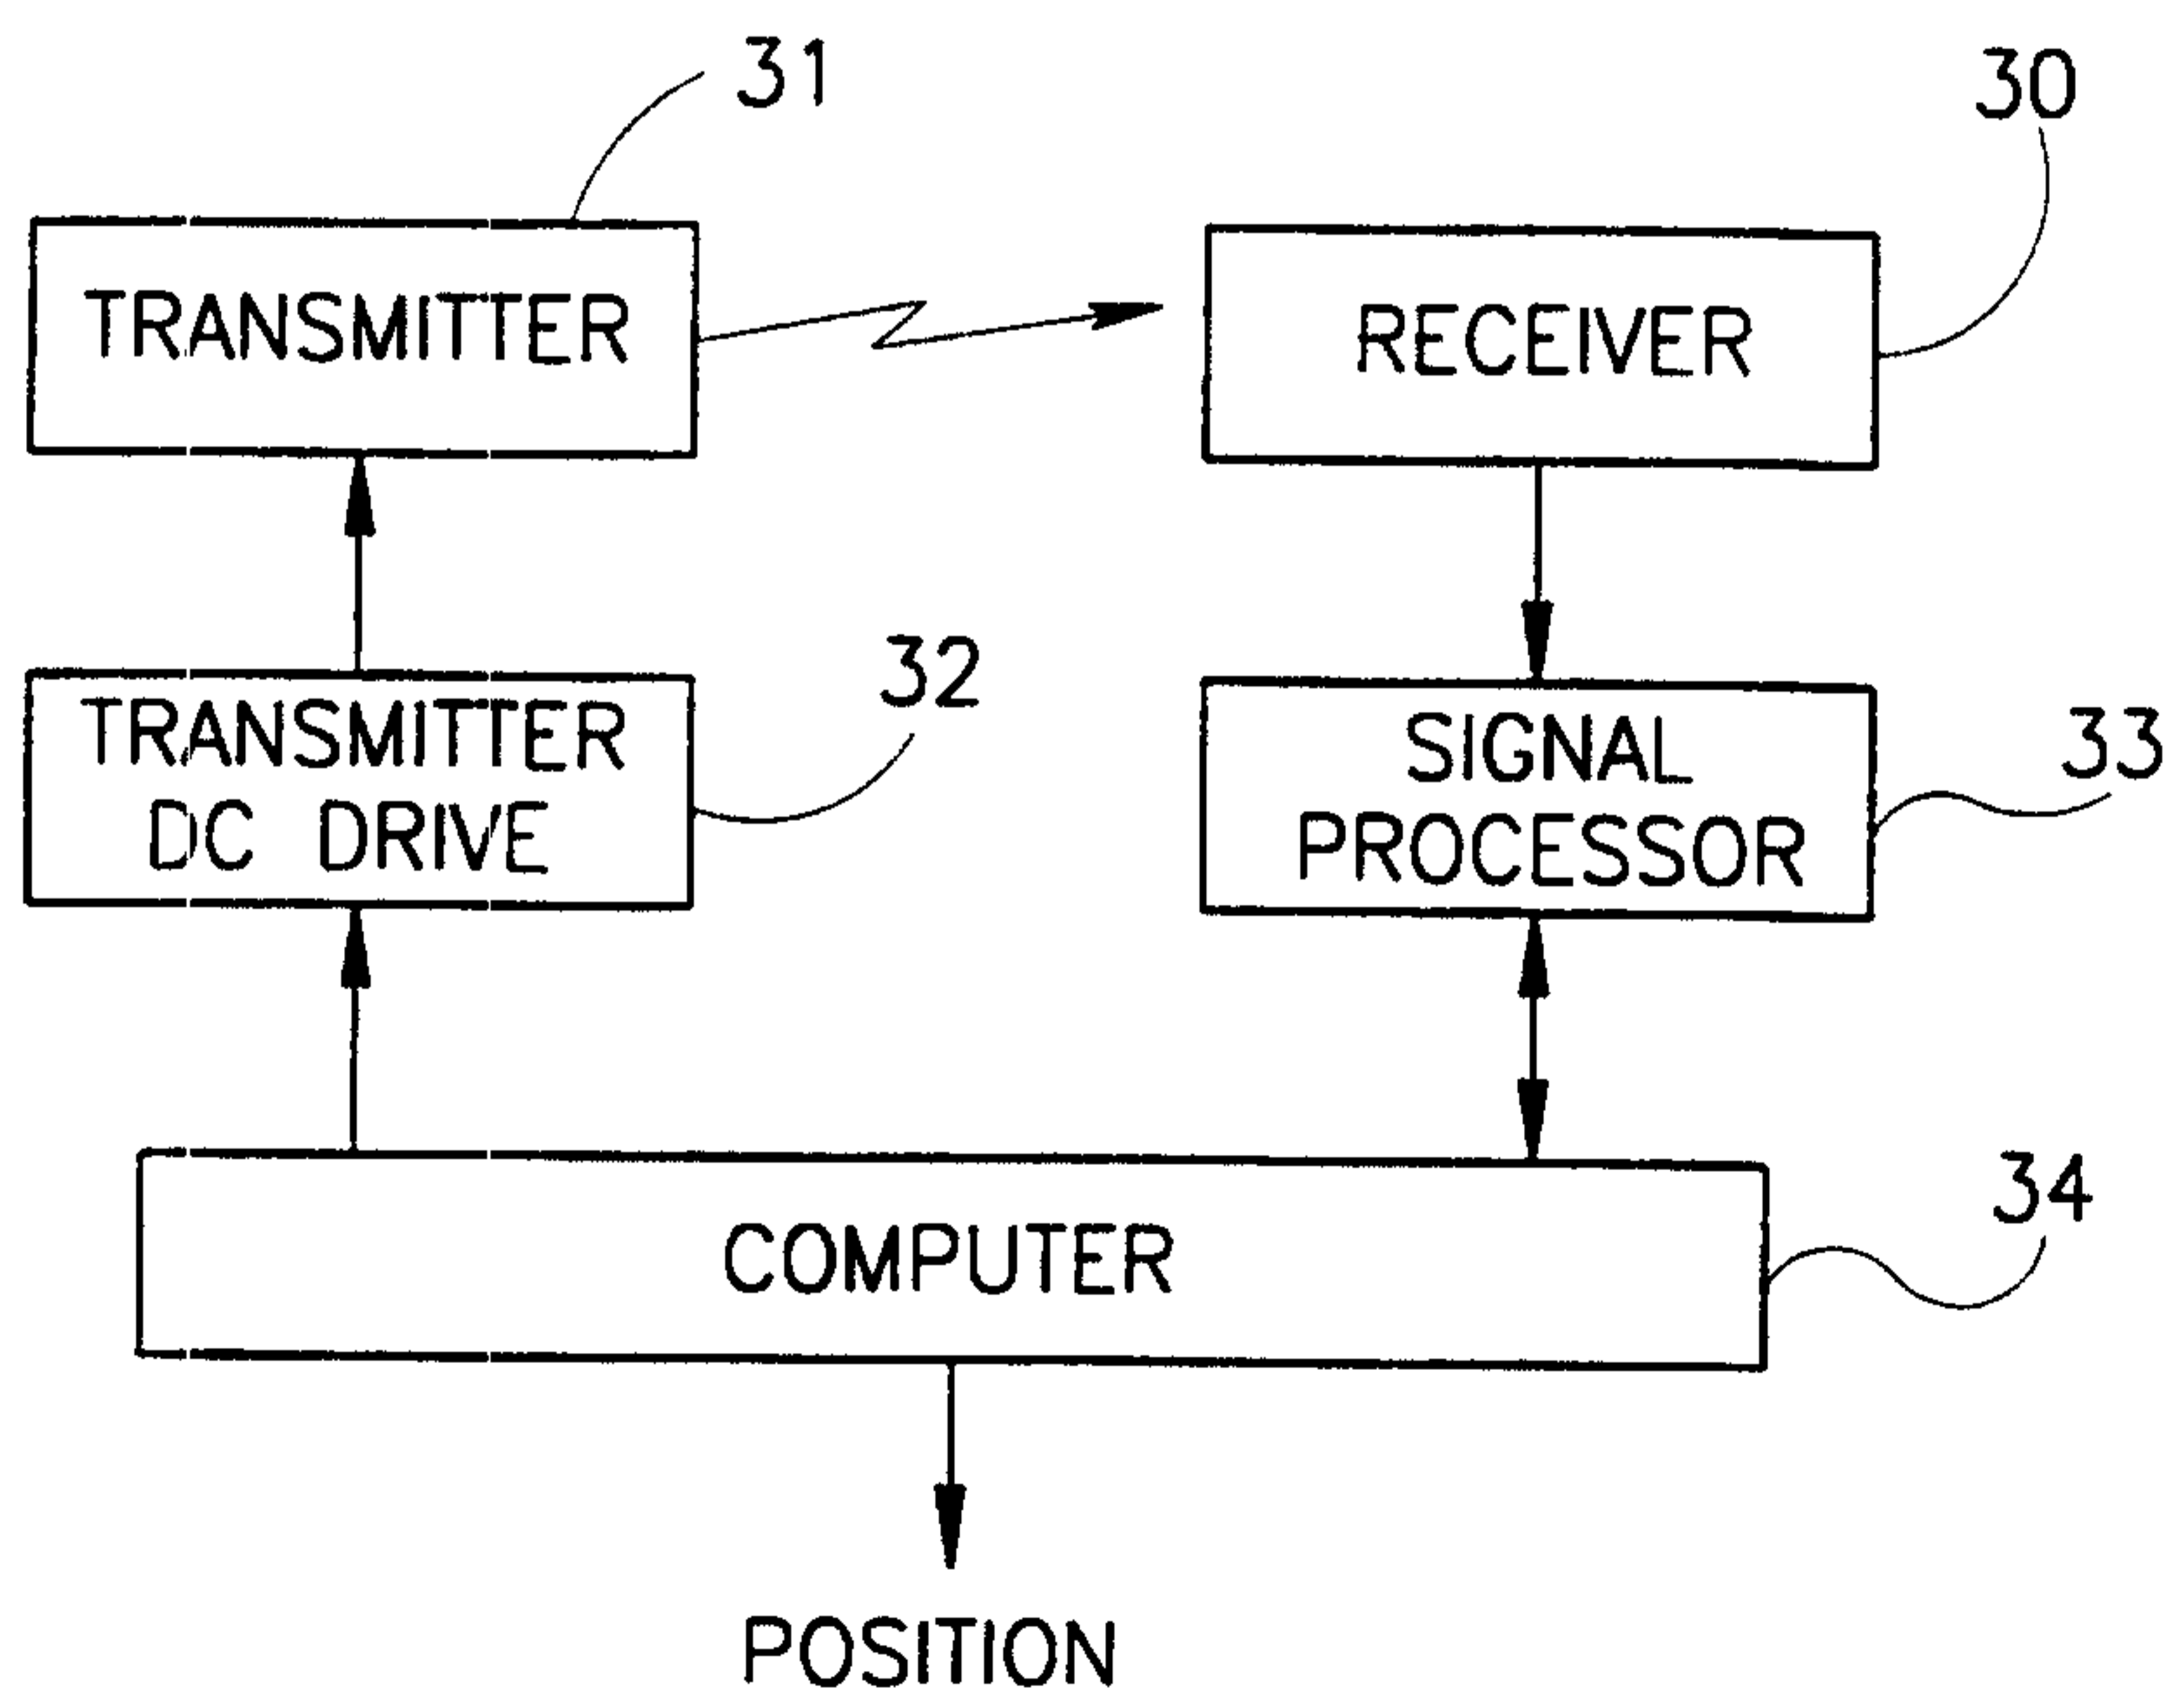 31
30
TRANSMITTER
RECEIVER
32
TRANSMITTER
DC DRIVE
SIGNAL
PROCESSOR
33
COMPUTER
34
POSITION